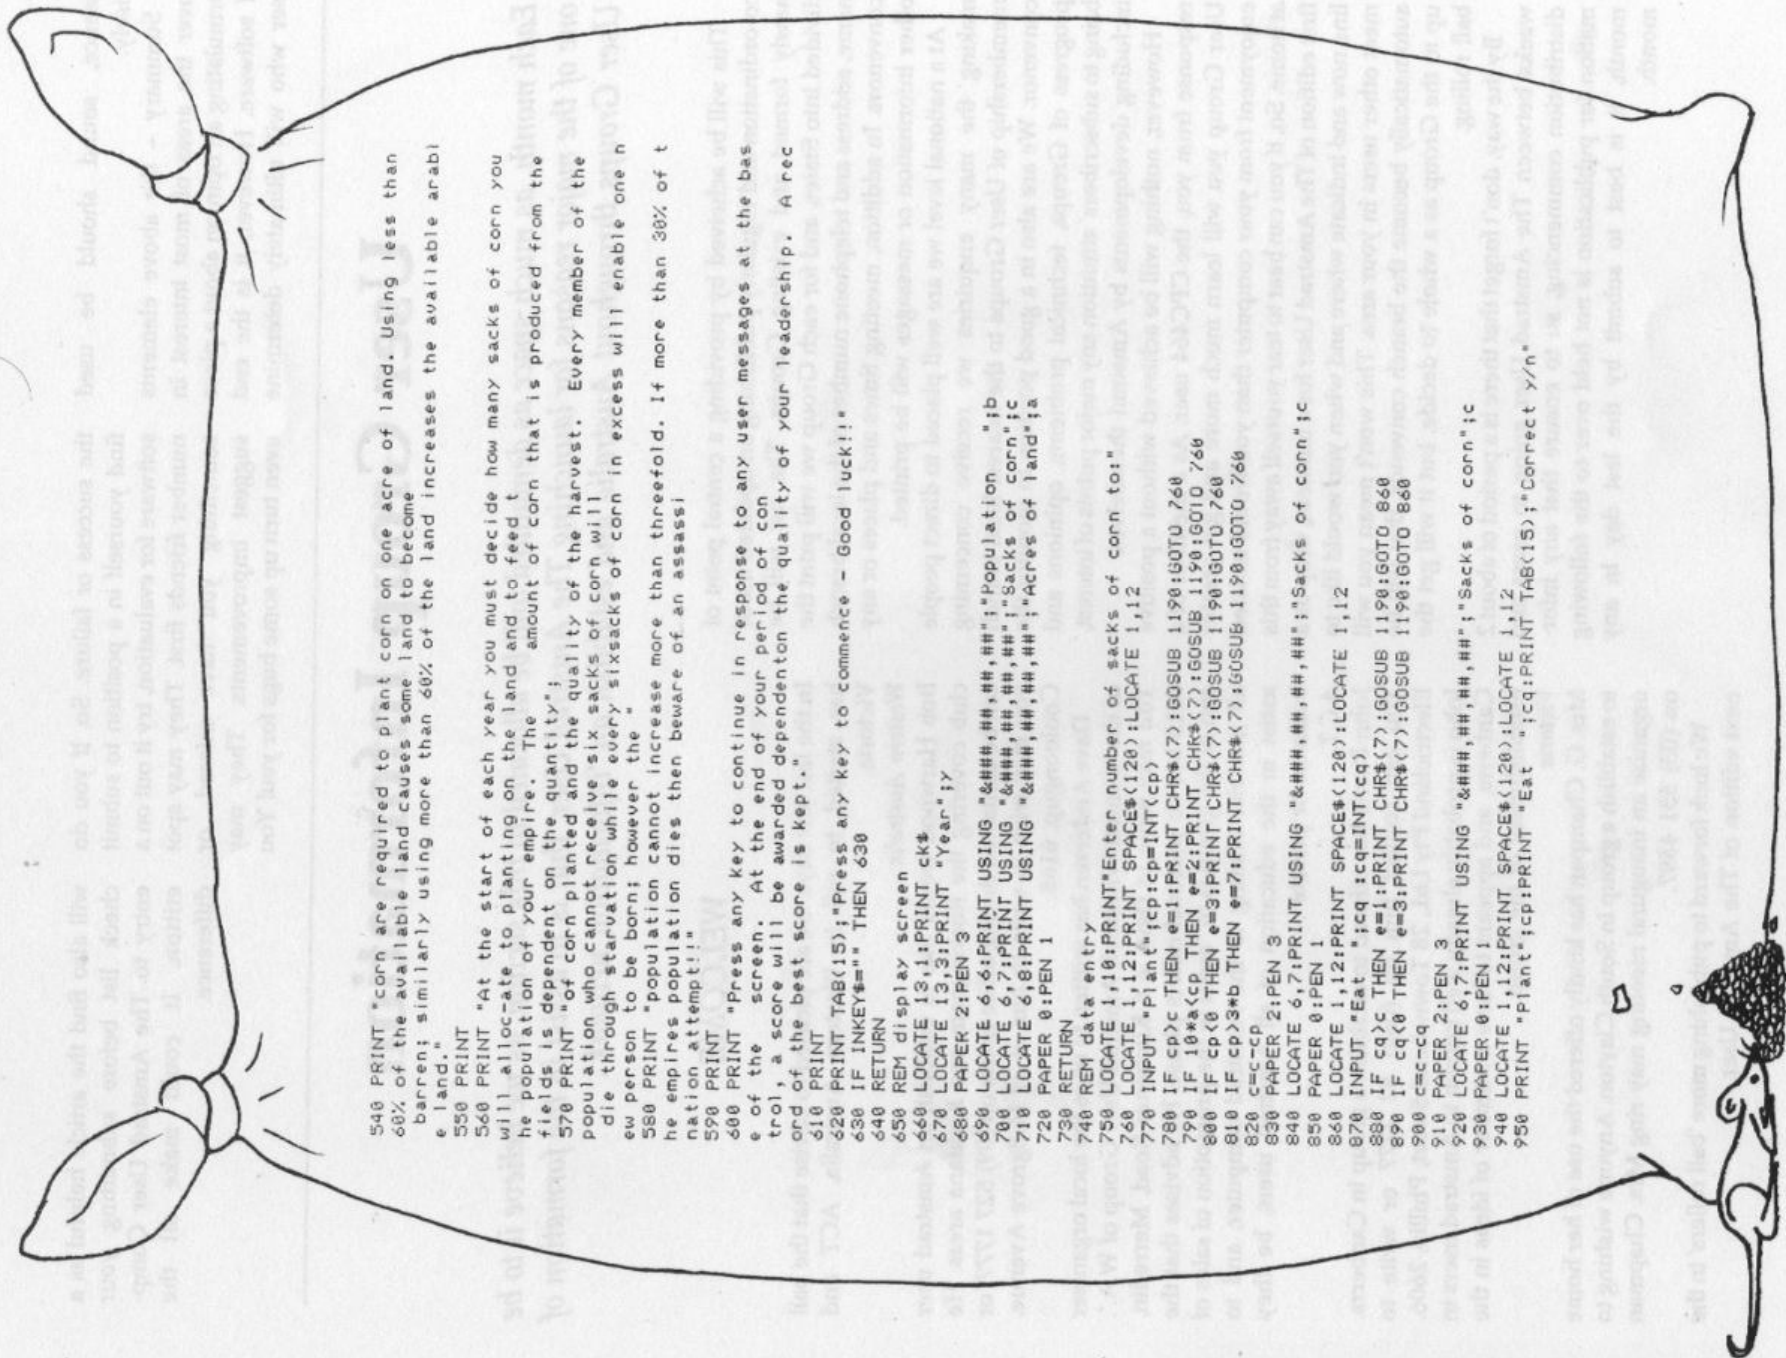 540 PRINT "corn are required to plant corn on one acre of land. Using less than
60% of the available land causes some land to become
barren; similarly using more than 60% of the land increases the available arabl
e land."
550 PRINT
560 PRINT "At the start of each year you must decide how many sacks of corn you
will alloc-ate to planting on the land and to feed t
he population of your empire. The amount of corn that is produced from the
fields is dependent on the quantity";
570 PRINT "of corn planted and the quality of the harvest. Every member of the
population who cannot receive six sacks of corn will
die through starvation while every sixsacks of corn in excess will enable one n
ew person to be born; however the "
580 PRINT "population cannot increase more than threefold. If more than 30% of t
he empires population dies then beware of an assassi
nation attempt!!"
590 PRINT
600 PRINT "Press any key to continue in response to any user messages at the bas
e of the screen. At the end of your period of con
trol, a score will be awarded dependenton the quality of your leadership. A rec
ord of the best score is kept."
610 PRINT
620 PRINT TAB(15);"Press any key to commence - Good luck!!"
630 IF INKEY$="" THEN 630
640 RETURN
650 REM display screen
660 LOCATE 13,1:PRINT ck$
670 LOCATE 13,3:PRINT "Year";y
680 PAPER 2:PEN 3
690 LOCATE 6,6:PRINT USING "&###,##,##";"Population ";b
700 LOCATE 6,7:PRINT USING "&###,##,##";"Sacks of corn";c
710 LOCATE 6,8:PRINT USING "&###,##,##";"Acres of land";a
720 PAPER 0:PEN 1
730 RETURN
740 REM data entry
750 LOCATE 1,10:PRINT"Enter number of sacks of corn to:"
760 LOCATE 1,12:PRINT SPACE$(120):LOCATE 1,12
770 INPUT "Plant";cp:cp=INT(cp)
780 IF cp>c THEN e=1:PRINT CHR$(7):GOSUB 1190:GOTO 760
790 IF 10*a<cp THEN e=2:PRINT CHR$(7):GOSUB 1190:GOTO 760
800 IF cp<0 THEN e=3:PRINT CHR$(7):GOSUB 1190:GOTO 760
810 IF cp>3*b THEN e=7:PRINT CHR$(7):GOSUB 1190:GOTO 760
820 c=c-cp
830 PAPER 2:PEN 3
840 LOCATE 6,7:PRINT USING "&###,##,##";"Sacks of corn";c
850 PAPER 0:PEN 1
860 LOCATE 1,12:PRINT SPACE$(120):LOCATE 1,12
870 INPUT "Eat ";cq :cq=INT(cq)
880 IF cq>c THEN e=1:PRINT CHR$(7):GOSUB 1190:GOTO 860
890 IF cq<0 THEN e=3:PRINT CHR$(7):GOSUB 1190:GOTO 860
900 c=c-cq
910 PAPER 2:PEN 3
920 LOCATE 6,7:PRINT USING "&###,##,##";"Sacks of corn";c
930 PAPER 0:PEN 1
940 LOCATE 1,12:PRINT SPACE$(120):LOCATE 1,12
950 PRINT "Plant";cp:PRINT "Eat ";cq:PRINT TAB(15);"Correct y/n"